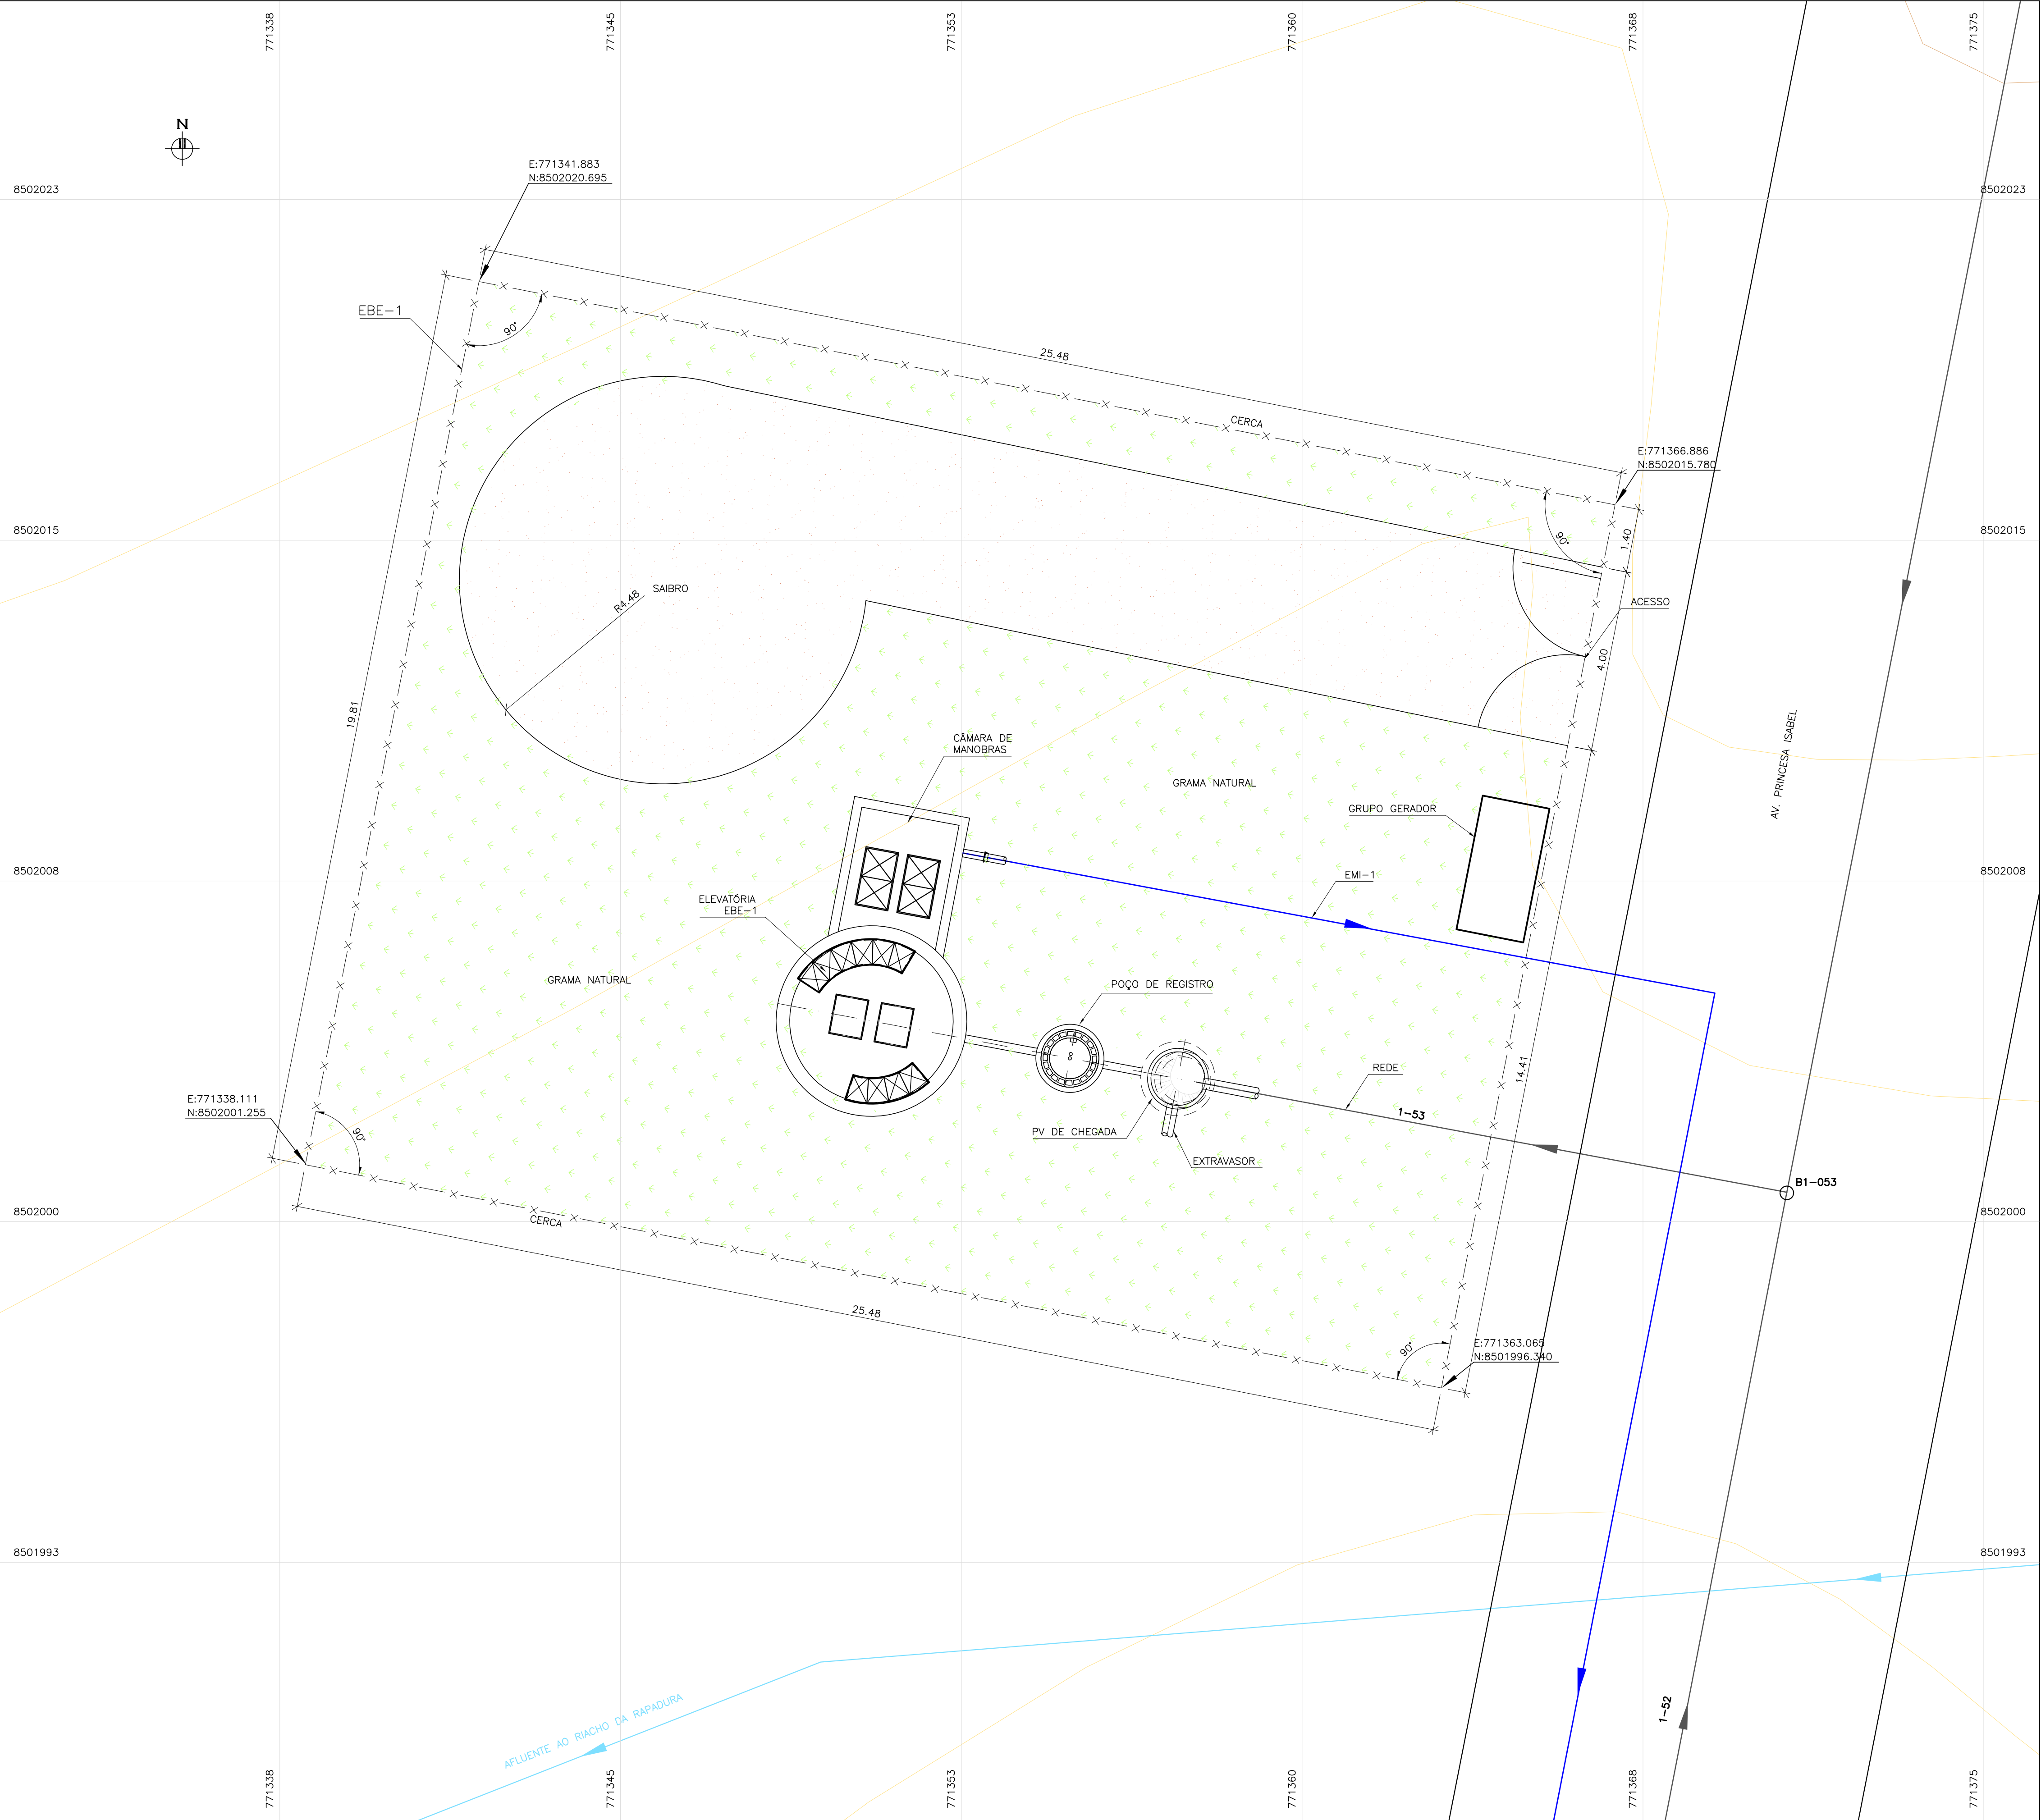 771338
771345
771353
771360
771368
771375
N
E:771341.883
N:8502020.695
8502023
8502023
EBE-1
90°
25.48
CERCA
E:771366.886
N:8502015.780
8502015
8502015
90°
1.40
R4.48
SAIBRO
ACESSO
4.00
19.81
CÂMARA DE
MANOBRAS
GRAMA NATURAL
GRUPO GERADOR
AV. PRINCESA ISABEL
8502008
8502008
EMI-1
ELEVATÓRIA
EBE-1
GRAMA NATURAL
POÇO DE REGISTRO
REDE
14.41
E:771338.111
N:8502001.255
90°
1-53
PV DE CHEGADA
EXTRAVASOR
B1-053
8502000
8502000
CERCA
25.48
90°
E:771363.065
N:8501996.340
8501993
8501993
AFLUENTE AO RIACHO DA RAPADURA
1-52
771338
771345
771353
771360
771368
771375